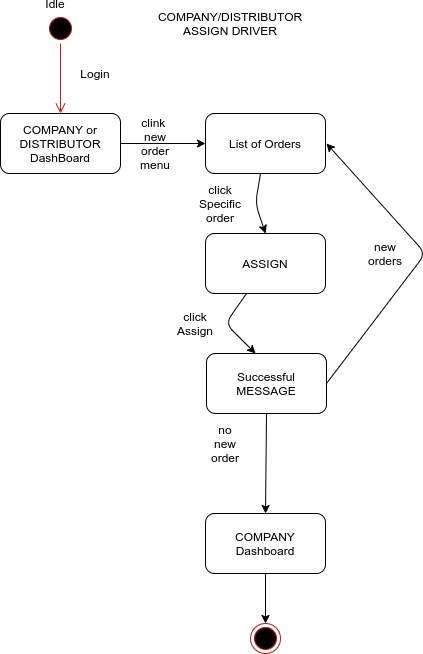 Idle
COMPANY/DISTRIBUTOR
ASSIGN DRIVER
Login
COMPANY or
DISTRIBUTOR
DashBoard
clink
new
order
menu
List of Orders
click
Specific
order
new
orders
ASSIGN
click
Assign
Successful
MESSAGE
no
new
order
COMPANY
Dashboard